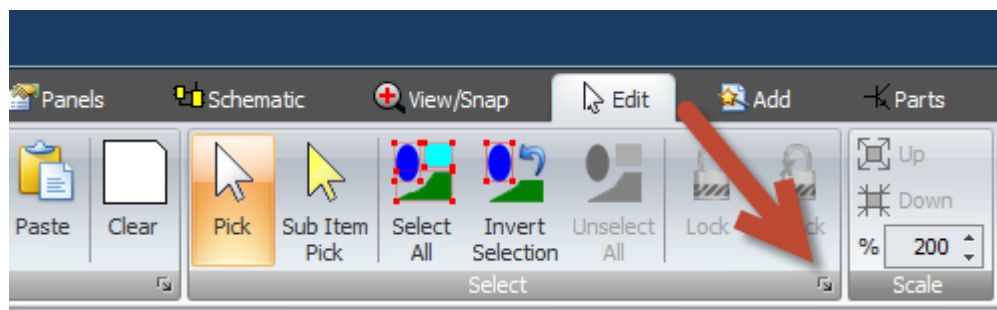 Panels Schematic View/Snap Edit Add Parts
Paste Clear Pick Sub Item Pick Select All Invert Selection Unselect All Lock
Up
Down
% 200
Select Scale